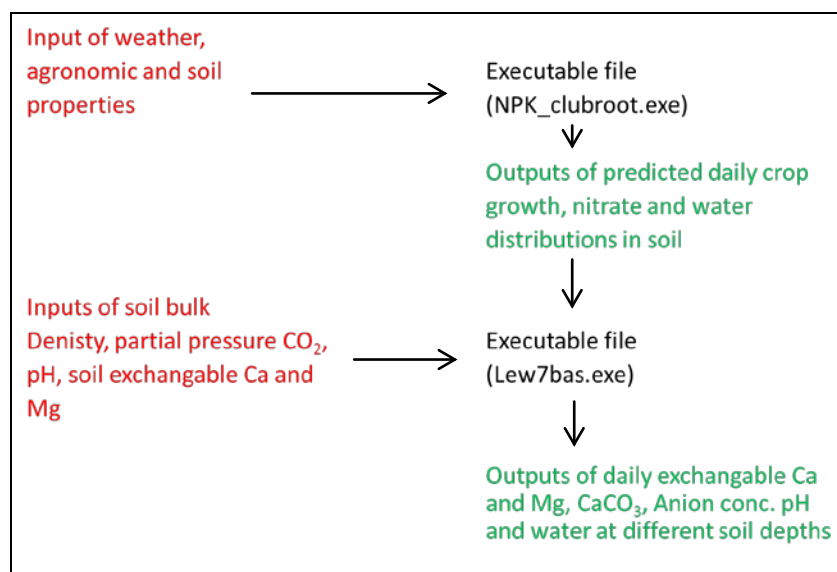 Input of weather,
agronomic and soil
properties
Executable file
(NPK_clubroot.exe)
Outputs of predicted daily crop
growth, nitrate and water
distributions in soil
Inputs of soil bulk
Denisty, partial pressure CO₂,
pH, soil exchangable Ca and
Mg
Executable file
(Lew7bas.exe)
Outputs of daily exchangable Ca
and Mg, CaCO₃, Anion conc. pH
and water at different soil depths